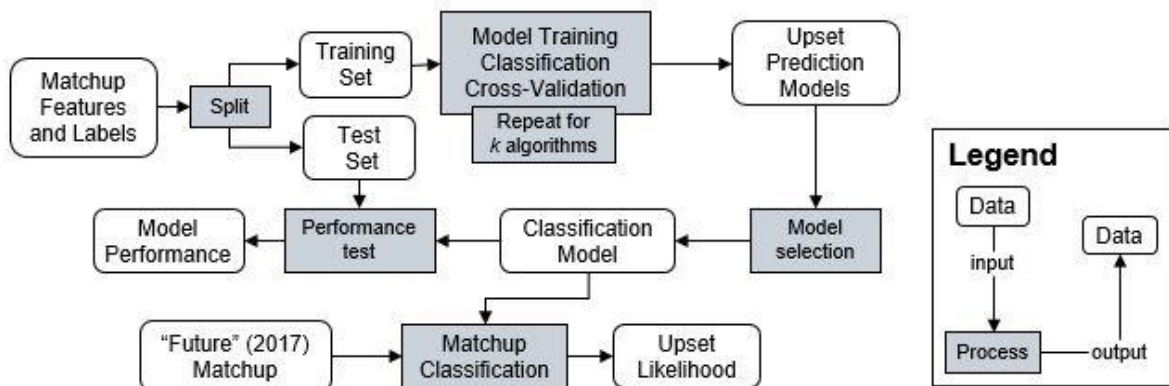 Matchup
Features
and Labels
Split
Training
Set
Test
Set
Model Training
Classification
Cross-Validation
Repeat for
k algorithms
Upset
Prediction
Models
Model
Performance
Performance
test
Classification
Model
Model
selection
"Future" (2017)
Matchup
Matchup
Classification
Upset
Likelihood
Legend
Data
input
Process
output
Data